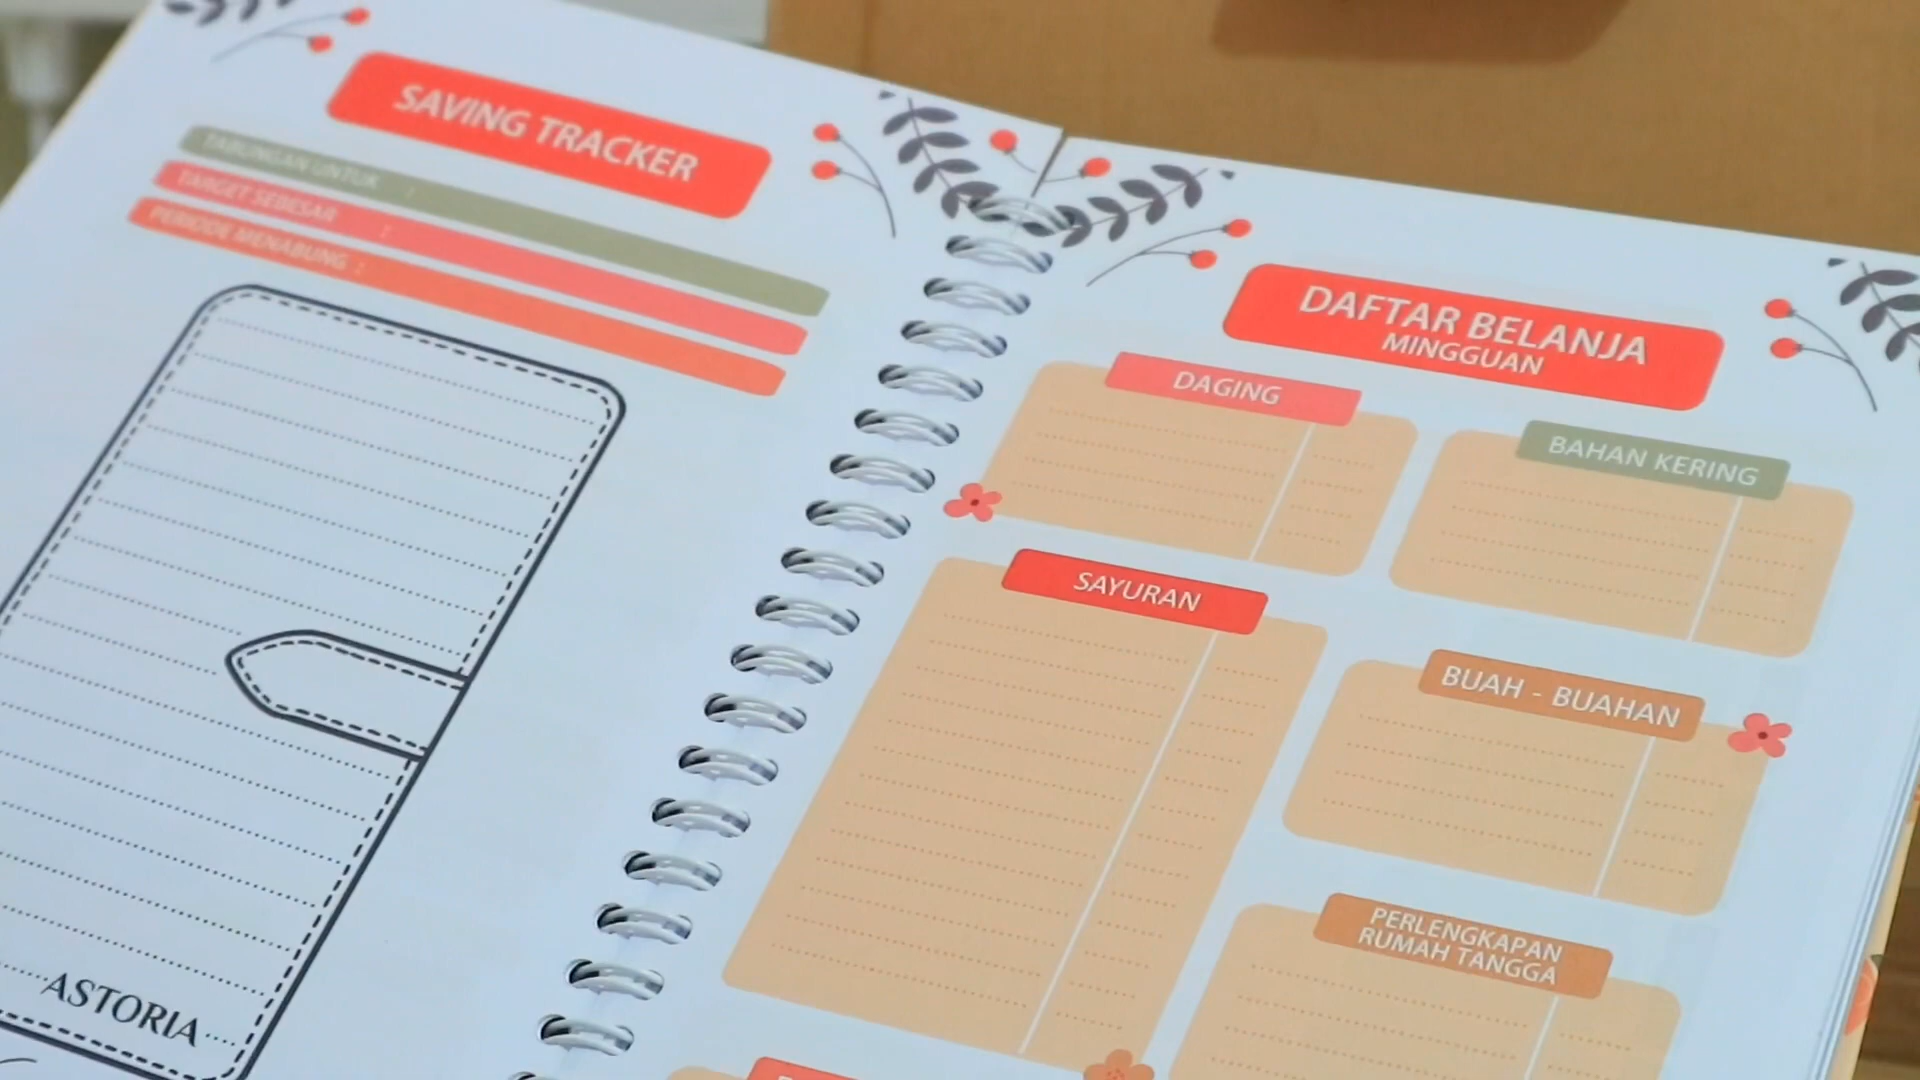 SAVING TRACKER
TABUNGAN UNTUK :
TARGET SEBESAR :
PERIODE MENABUNG :
ASTORIA
DAFTAR BELANJA
MINGGUAN
DAGING
BAHAN KERING
SAYURAN
BUAH - BUAHAN
PERLENGKAPAN
RUMAH TANGGA